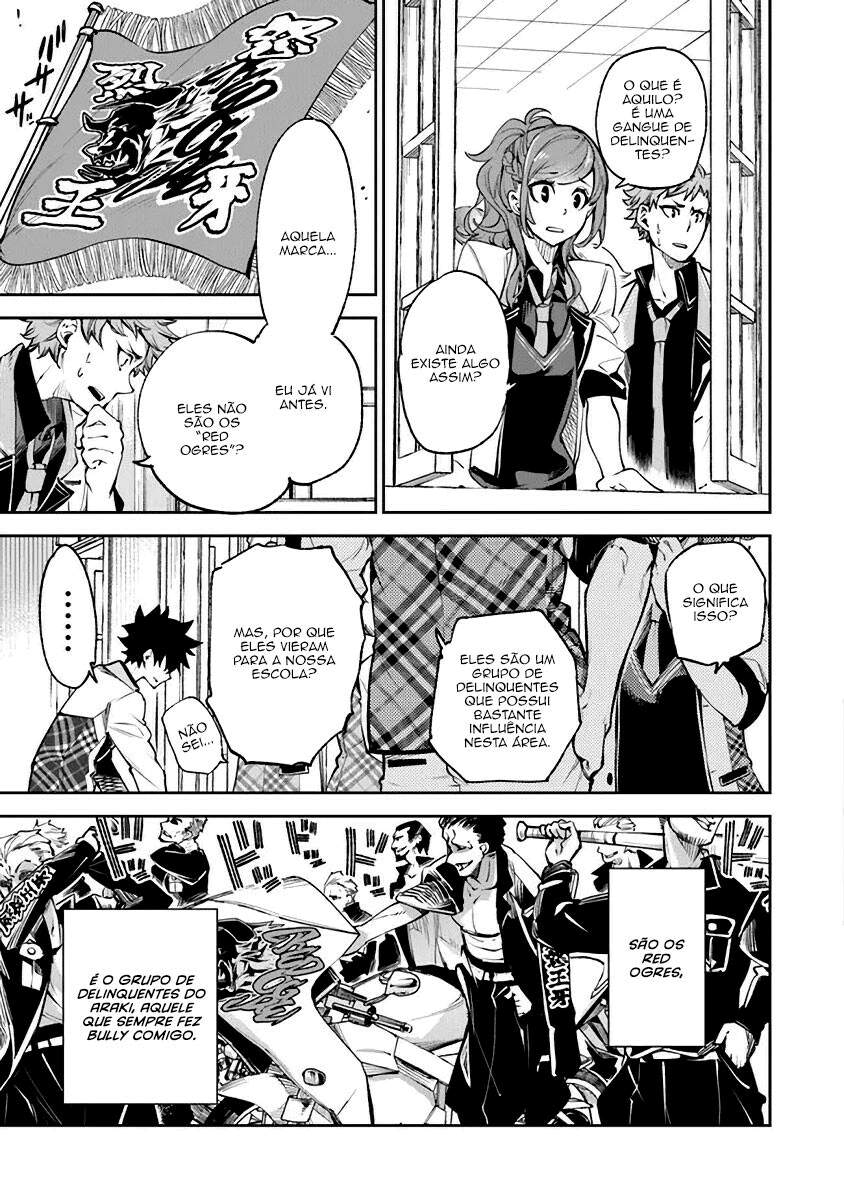 O QUE É
AQUILO?
É UMA
GANGUE DE
DELINQUEN-
TES?
AINDA
EXISTE ALGO
ASSIM?
AQUELA
MARCA...
EU JÁ VI
ANTES.
ELES NÃO
SÃO OS
"RED
OGRES"?
O QUE
SIGNIFICA
ISSO?
ELES SÃO UM
GRUPO DE
DELINQUENTES
QUE POSSUI
BASTANTE
INFLUÊNCIA
NESTA ÁREA.
MAS, POR QUE
ELES VIERAM
PARA A NOSSA
ESCOLA?
NÃO
SEI...
......
SÃO OS
RED
OGRES,
É O GRUPO DE
DELINQUENTES DO
ARAKI, AQUELE
QUE SEMPRE FEZ
BULLY COMIGO.